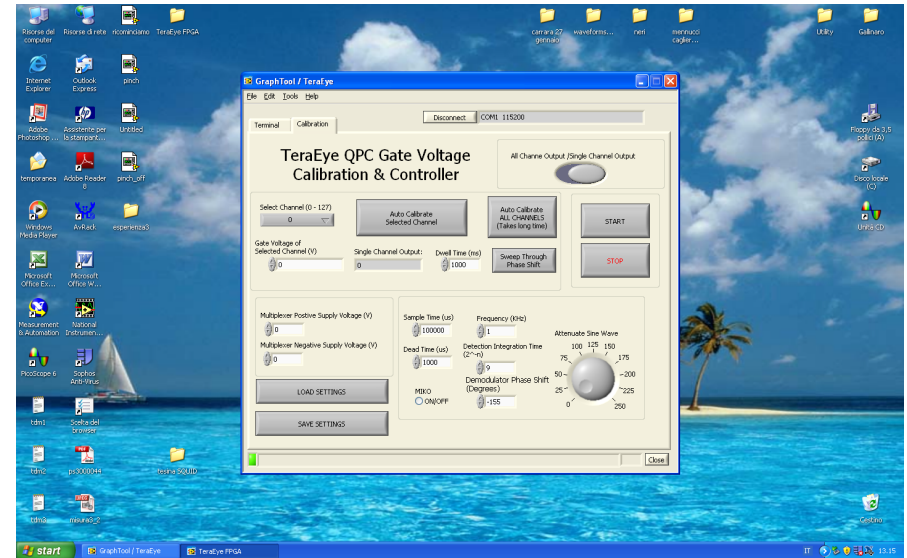 Risorse del computer
Risorse di rete
ricominciamo
TeraEye FPGA
carrara 27 gennaio
waveforms...
neri
mennucci caglier...
Utility
Gallinaro
Internet Explorer
Outlook Express
pinch
Adobe Photoshop ...
Assistente per la stampant...
Untitled
Floppy da 3,5 pollici (A)
temporanea
Adobe Reader 8
pinch_off
Disco locale (C)
Windows Media Player
AvRack
esperienza3
Unità CD
Microsoft Office Ex...
Microsoft Office W...
Measurement & Automation
National Instrumen...
PicoScope 6
Sophos Anti-Virus
tdm1
Scelta del browser
tdm2
ps3000044
tesina SQUID
tdm3
misura3_2
Cestino
GraphTool / TeraEye
File Edit Tools Help
Terminal
Calibration
Disconnect
COM1 115200
TeraEye QPC Gate Voltage
Calibration & Controller
All Channe Output /Single Channel Output
Select Channel (0 - 127)
0
Auto Calibrate
Selected Channel
Auto Calibrate
ALL CHANNELS
(Takes long time)
START
Gate Voltage of
Selected Channel (V)
0
Single Channel Output:
0
Dwell Time (ms)
1000
Sweep Through
Phase Shift
STOP
Multiplexer Postive Supply Voltage (V)
0
Multiplexer Negative Supply Voltage (V)
0
LOAD SETTINGS
SAVE SETTINGS
Sample Time (us)
100000
Frequency (KHz)
1
Dead Time (us)
1000
Detection Integration Time
(2^-n)
9
MIKO
ON/OFF
Demodulator Phase Shift
(Degrees)
-155
Attenuate Sine Wave
0 25 50 75 100 125 150 175 200 225 250
Close
start
GraphTool / TeraEye
TeraEye FPGA
IT
13.15